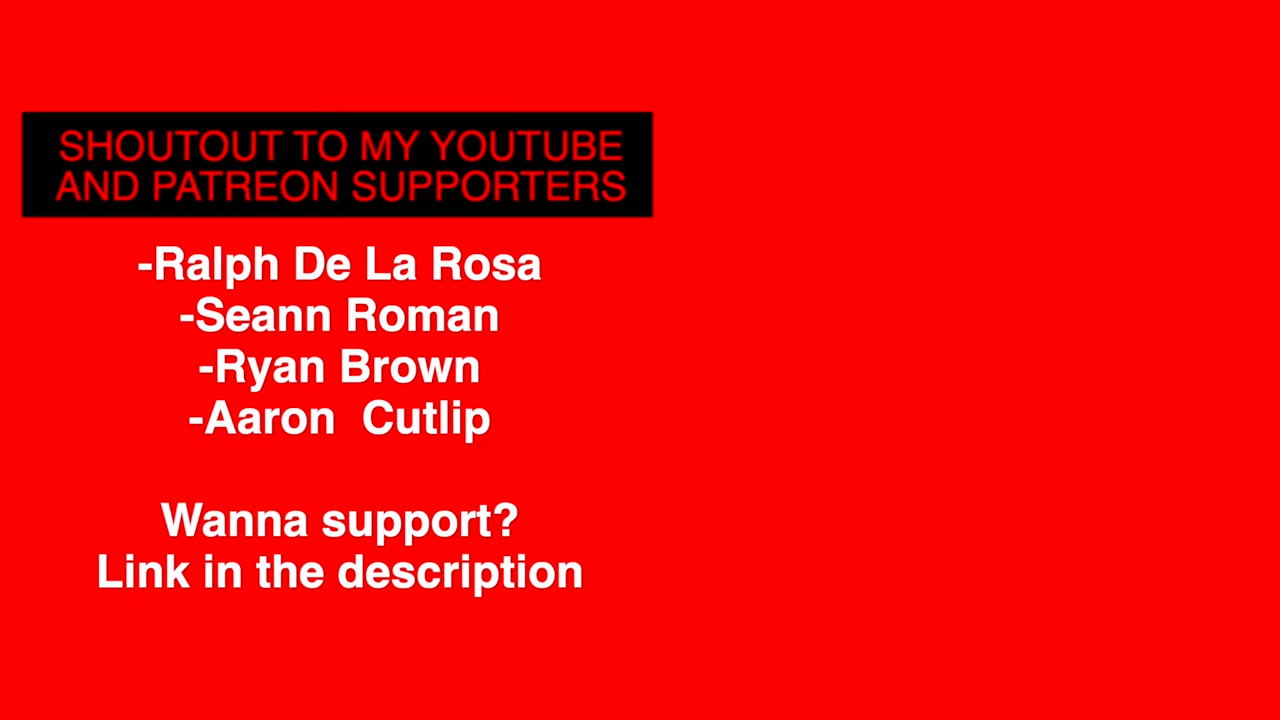 SHOUTOUT TO MY YOUTUBE
AND PATREON SUPPORTERS
-Ralph De La Rosa
-Seann Roman
-Ryan Brown
-Aaron  Cutlip
Wanna support?
Link in the description